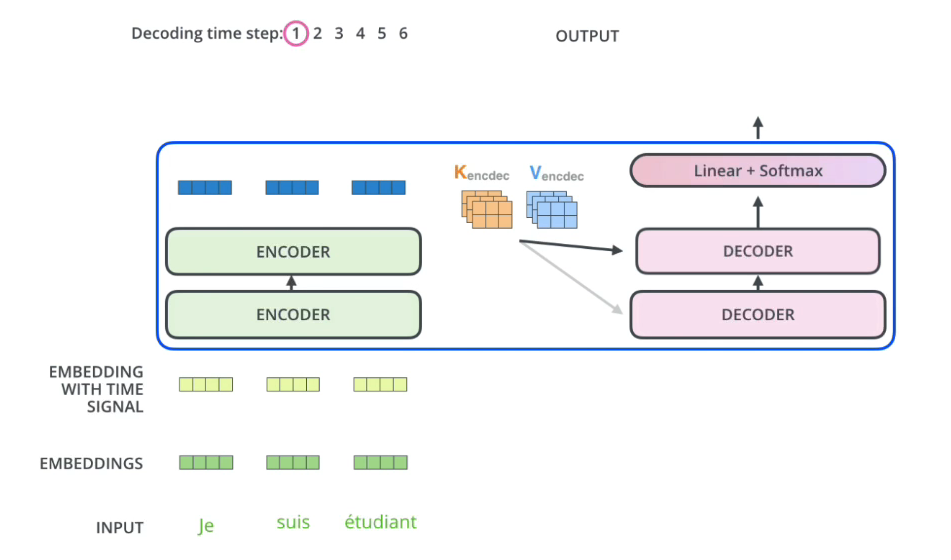 Decoding time step: 1 2 3 4 5 6
OUTPUT
Kencdec
Vencdec
Linear + Softmax
ENCODER
DECODER
ENCODER
DECODER
EMBEDDING
WITH TIME
SIGNAL
EMBEDDINGS
INPUT
Je
suis
étudiant